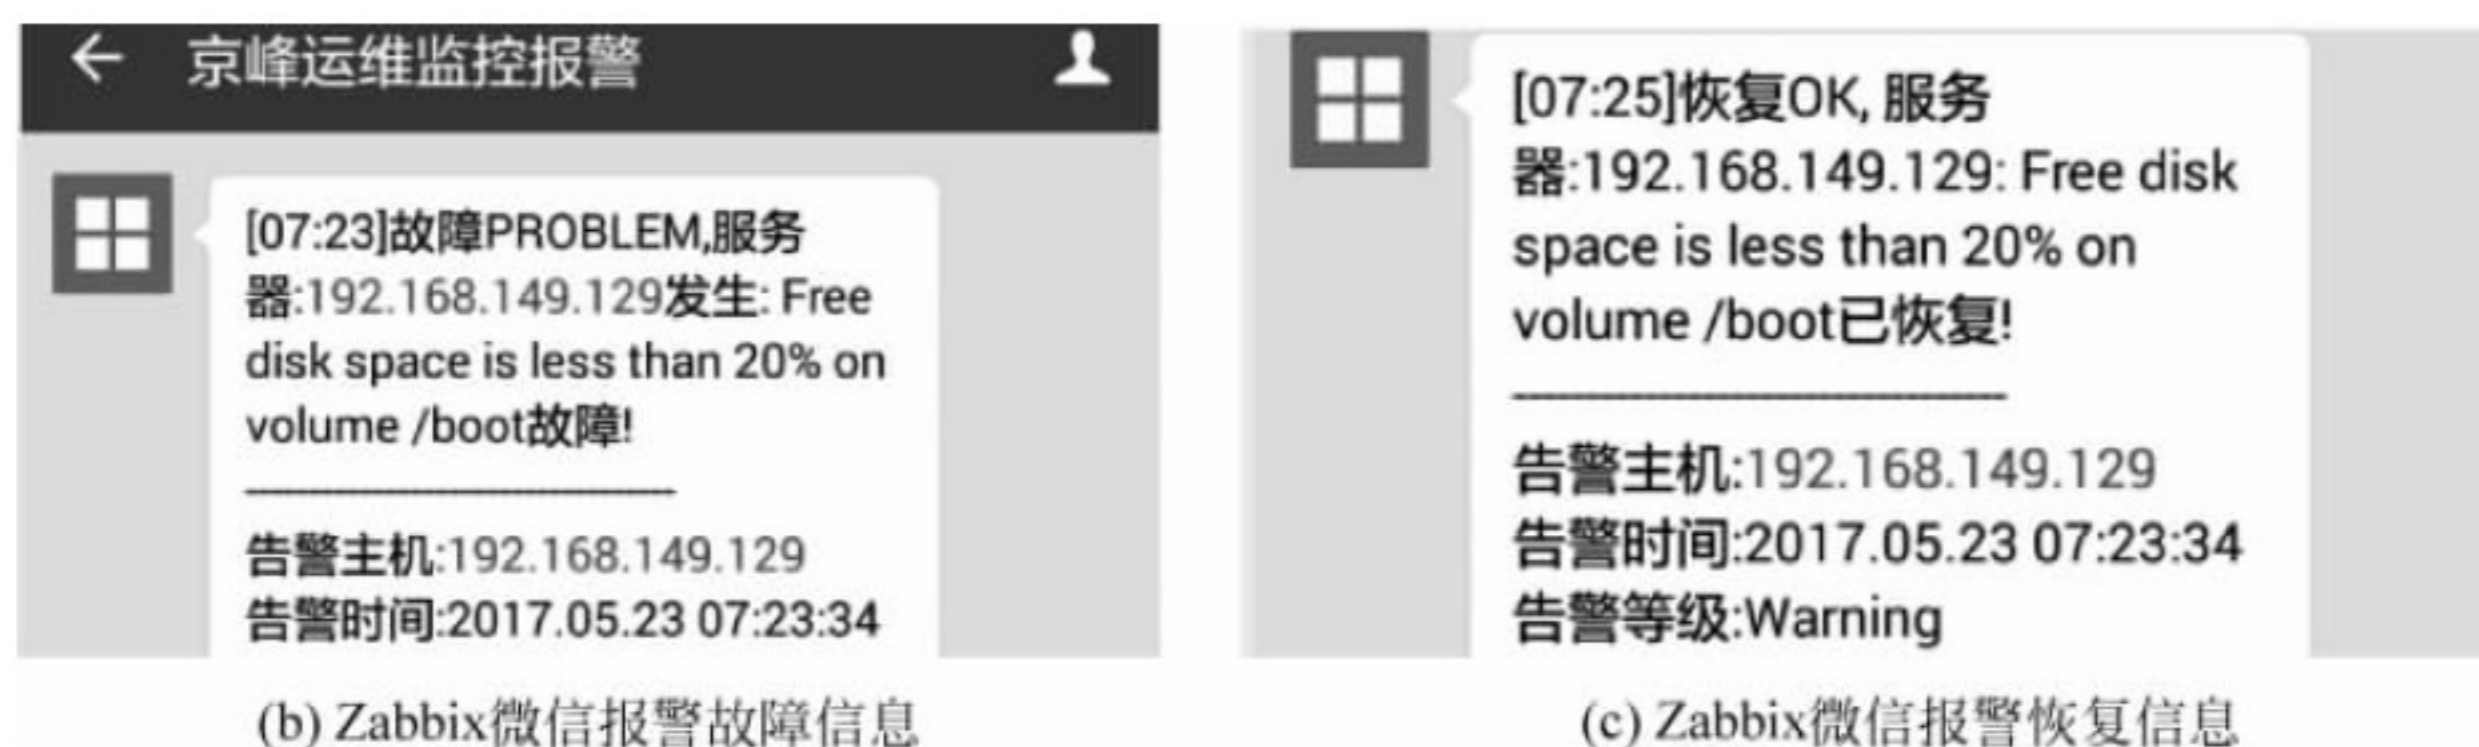 京峰运维监控报警
[07:23]故障PROBLEM,服务
器:192.168.149.129发生: Free
disk space is less than 20% on
volume /boot故障!
告警主机:192.168.149.129
告警时间:2017.05.23 07:23:34
(b) Zabbix微信报警故障信息
[07:25]恢复OK, 服务
器:192.168.149.129: Free disk
space is less than 20% on
volume /boot已恢复!
告警主机:192.168.149.129
告警时间:2017.05.23 07:23:34
告警等级:Warning
(c) Zabbix微信报警恢复信息